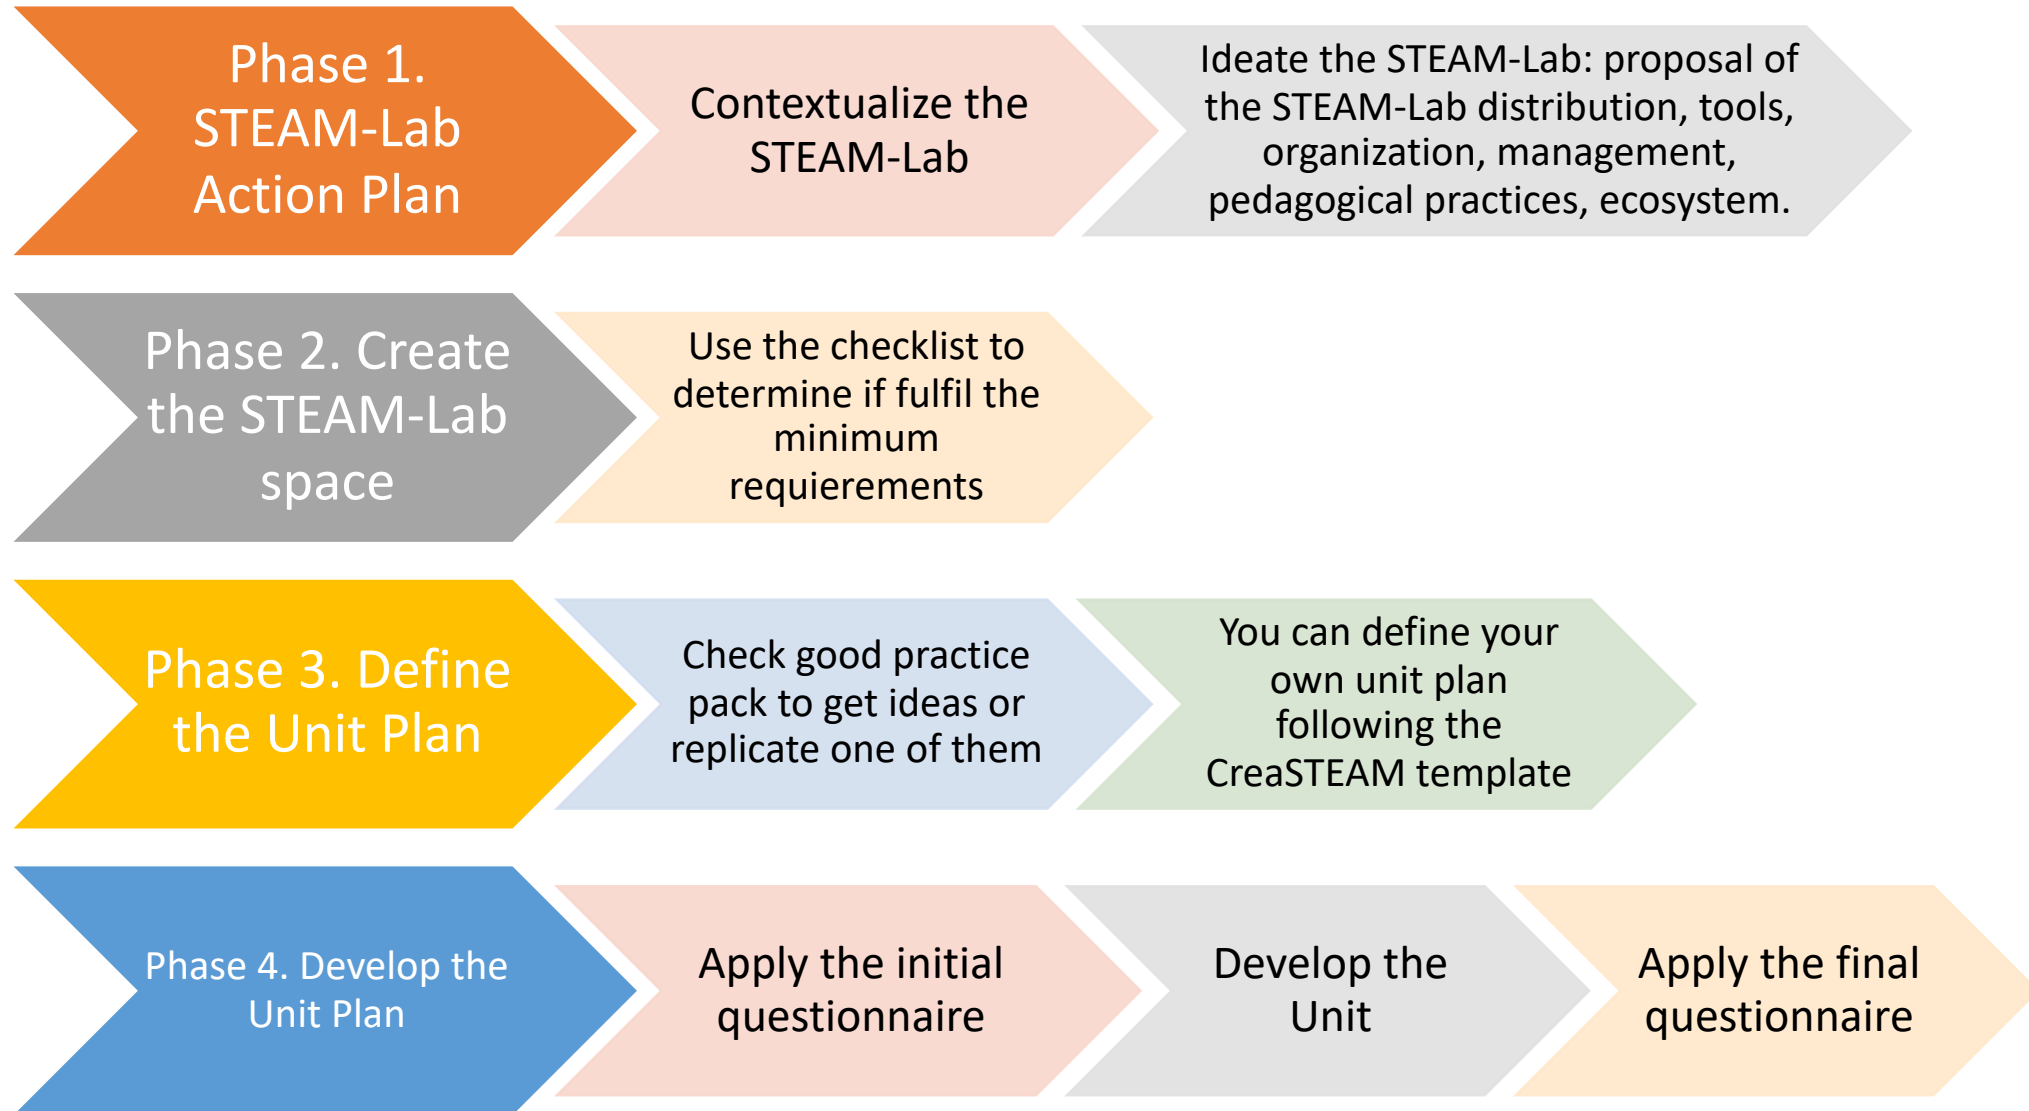 Phase 1.
STEAM-Lab
Action Plan
Contextualize the
STEAM-Lab
Ideate the STEAM-Lab: proposal of
the STEAM-Lab distribution, tools,
organization, management,
pedagogical practices, ecosystem.
Phase 2. Create
the STEAM-Lab
space
Use the checklist to
determine if fulfil the
minimum
requierements
Phase 3. Define
the Unit Plan
Check good practice
pack to get ideas or
replicate one of them
You can define your
own unit plan
following the
CreaSTEAM template
Phase 4. Develop the
Unit Plan
Apply the initial
questionnaire
Develop the
Unit
Apply the final
questionnaire